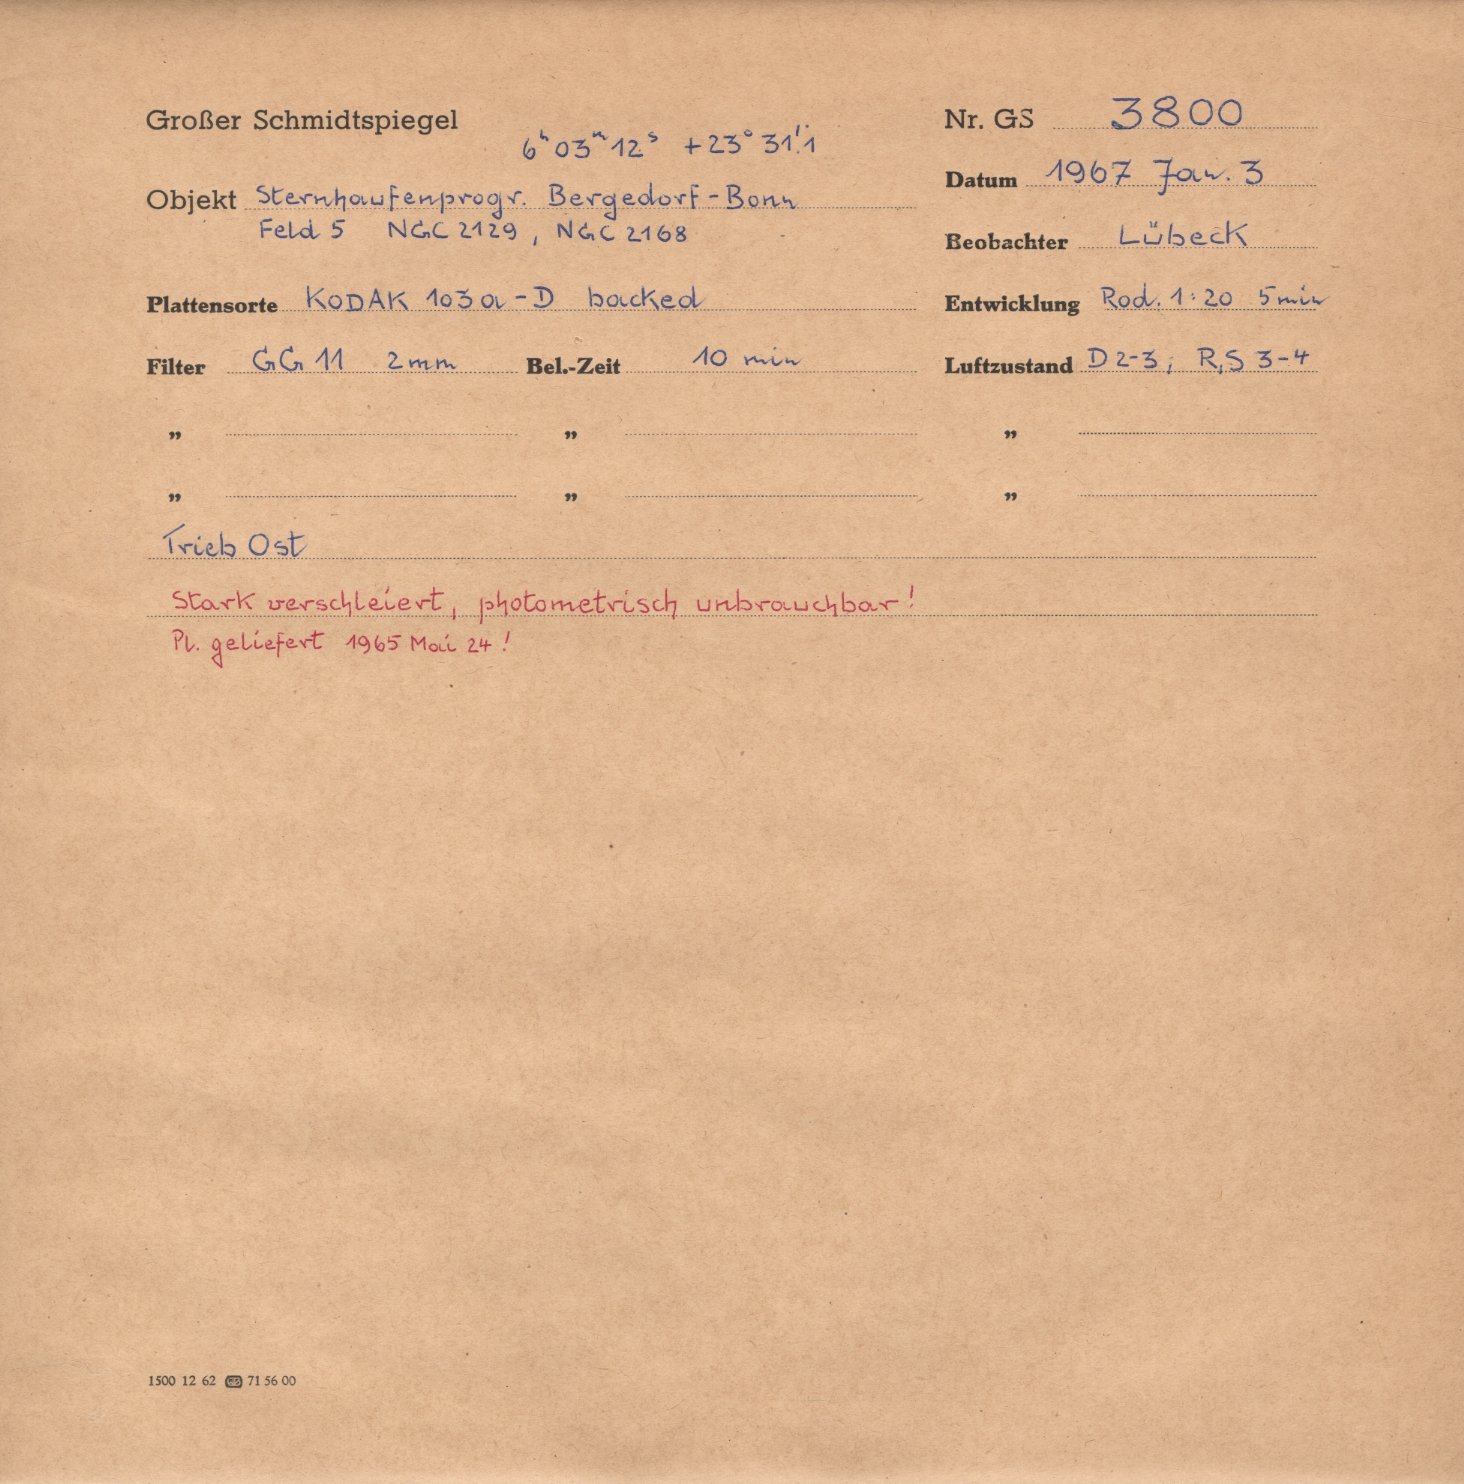 Großer Schmidtspiegel
Nr. GS 3800
6ʰ 03ᵐ 12ˢ +23° 31!'1
Datum 1967 Jan. 3
Objekt Sternhaufenprogr. Bergedorf-Bonn
Feld 5 NGC 2129, NGC 2168
Beobachter Lübeck
Plattensorte KODAK 103a-D backed
Entwicklung Rod. 1:20 5min
Filter GG 11 2mm Bel.-Zeit 10 min Luftzustand D 2-3; R,S 3-4
" " "
" " "
Trieb Ost
Stark verschleiert, photometrisch unbrauchbar!
Pl. geliefert 1965 Mai 24!
1500 12 62 71 56 00